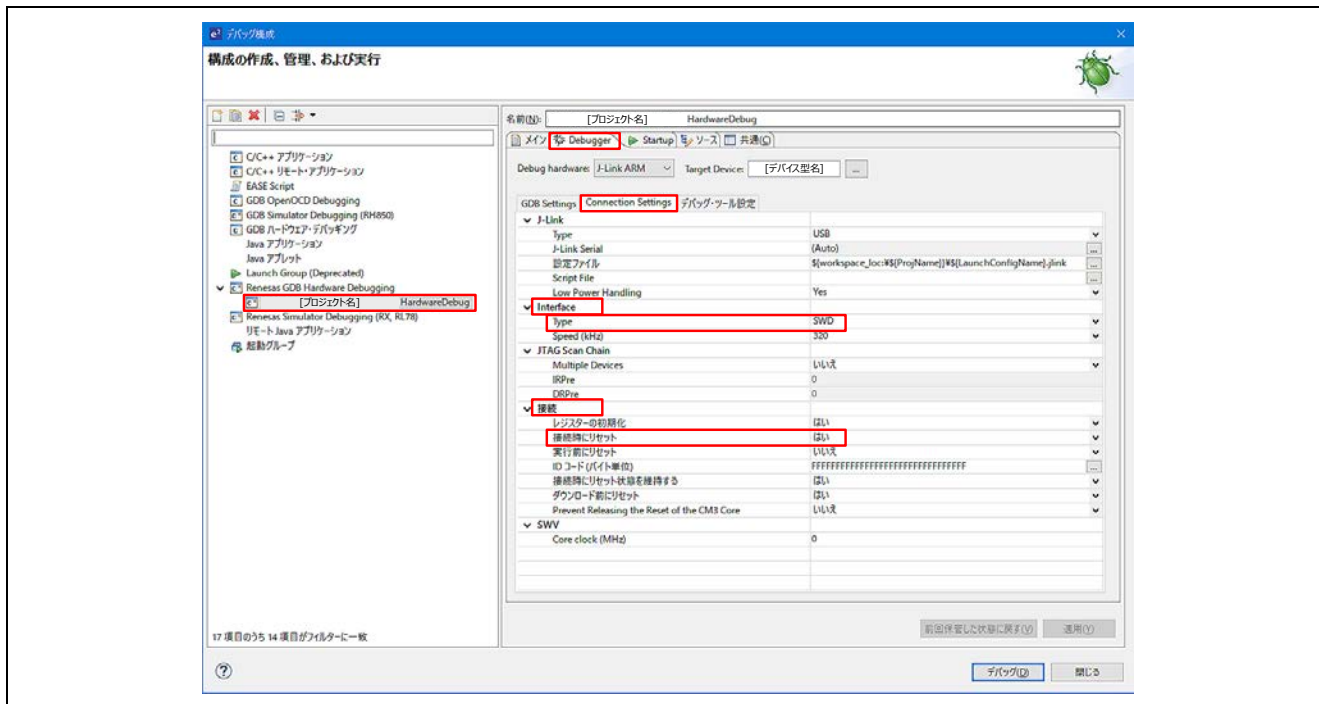 デバッグ構成
構成の作成、管理、および実行
C/C++ アプリケーション
C/C++ リモート・アプリケーション
EASE Script
GDB OpenOCD Debugging
GDB Simulator Debugging (RH850)
GDB ハードウェア・デバッギング
Java アプリケーション
Java アプレット
Launch Group (Deprecated)
Renesas GDB Hardware Debugging
[プロジェクト名] HardwareDebug
Renesas Simulator Debugging (RX, RL78)
リモート Java アプリケーション
起動グループ
17 項目のうち 14 項目がフィルターに一致
名前(N): [プロジェクト名] HardwareDebug
メイン Debugger Startup ソース 共通(C)
Debug hardware: J-Link ARM Target Device: [デバイス型名] ...
GDB Settings Connection Settings デバッグ・ツール設定
J-Link
Type USB
J-Link Serial (Auto)
設定ファイル ${workspace_loc:¥${ProjName}}¥${LaunchConfigName}.jlink
Script File
Low Power Handling Yes
Interface
Type SWD
Speed (kHz) 320
JTAG Scan Chain
Multiple Devices いいえ
IRPre 0
DRPre 0
接続
レジスターの初期化 はい
接続時にリセット はい
実行前にリセット いいえ
ID コード (バイト単位) FFFFFFFFFFFFFFFFFFFFFFFFFFFFFFFF
接続時にリセット状態を維持する はい
ダウンロード前にリセット はい
Prevent Releasing the Reset of the CM3 Core いいえ
SWV
Core clock (MHz) 0
前回保管した状態に戻す(V) 適用(Y)
デバッグ(D) 閉じる